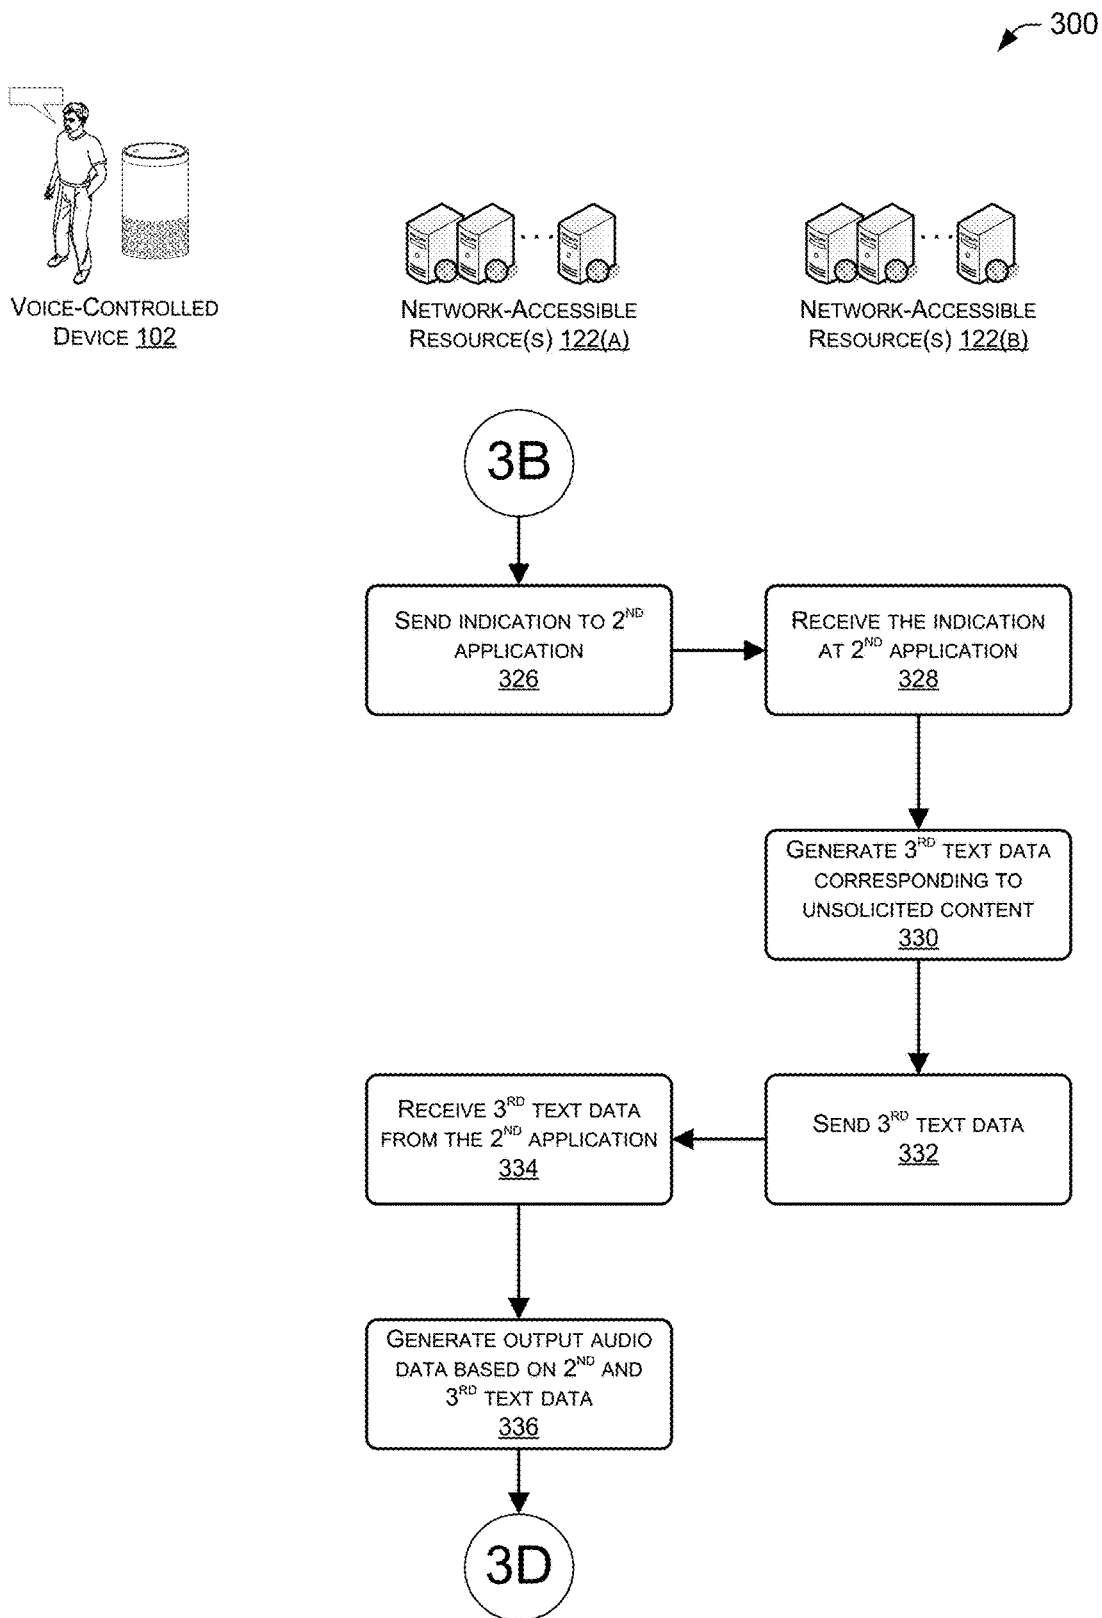 300
VOICE-CONTROLLED
DEVICE 102
NETWORK-ACCESSIBLE
RESOURCE(S) 122(A)
NETWORK-ACCESSIBLE
RESOURCE(S) 122(B)
3B
SEND INDICATION TO 2ND
APPLICATION
326
RECEIVE THE INDICATION
AT 2ND APPLICATION
328
GENERATE 3RD TEXT DATA
CORRESPONDING TO
UNSOLICITED CONTENT
330
RECEIVE 3RD TEXT DATA
FROM THE 2ND APPLICATION
334
SEND 3RD TEXT DATA
332
GENERATE OUTPUT AUDIO
DATA BASED ON 2ND AND
3RD TEXT DATA
336
3D